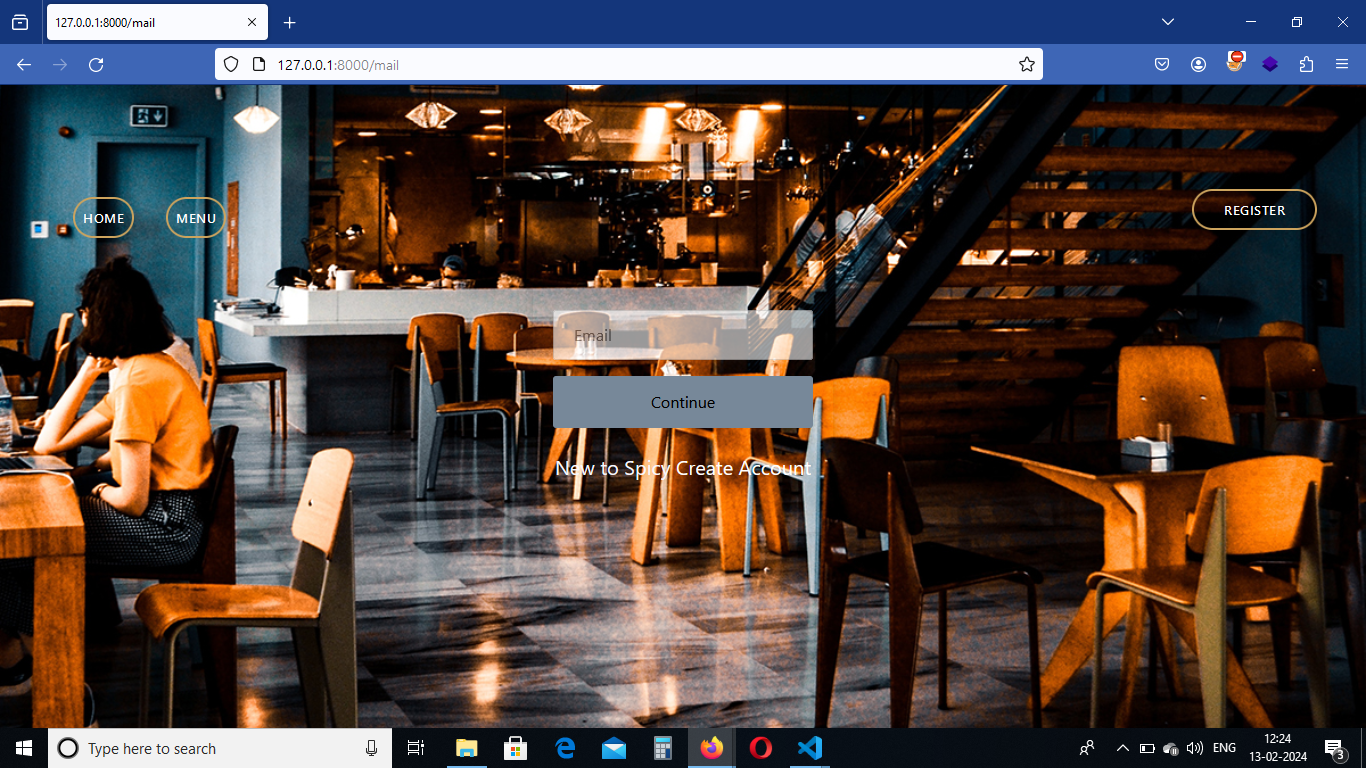 127.0.0.1:8000/mail
127.0.0.1:8000/mail
HOME
MENU
REGISTER
Email
Continue
New to Spicy Create Account
Type here to search
ENG
12:24
13-02-2024
3